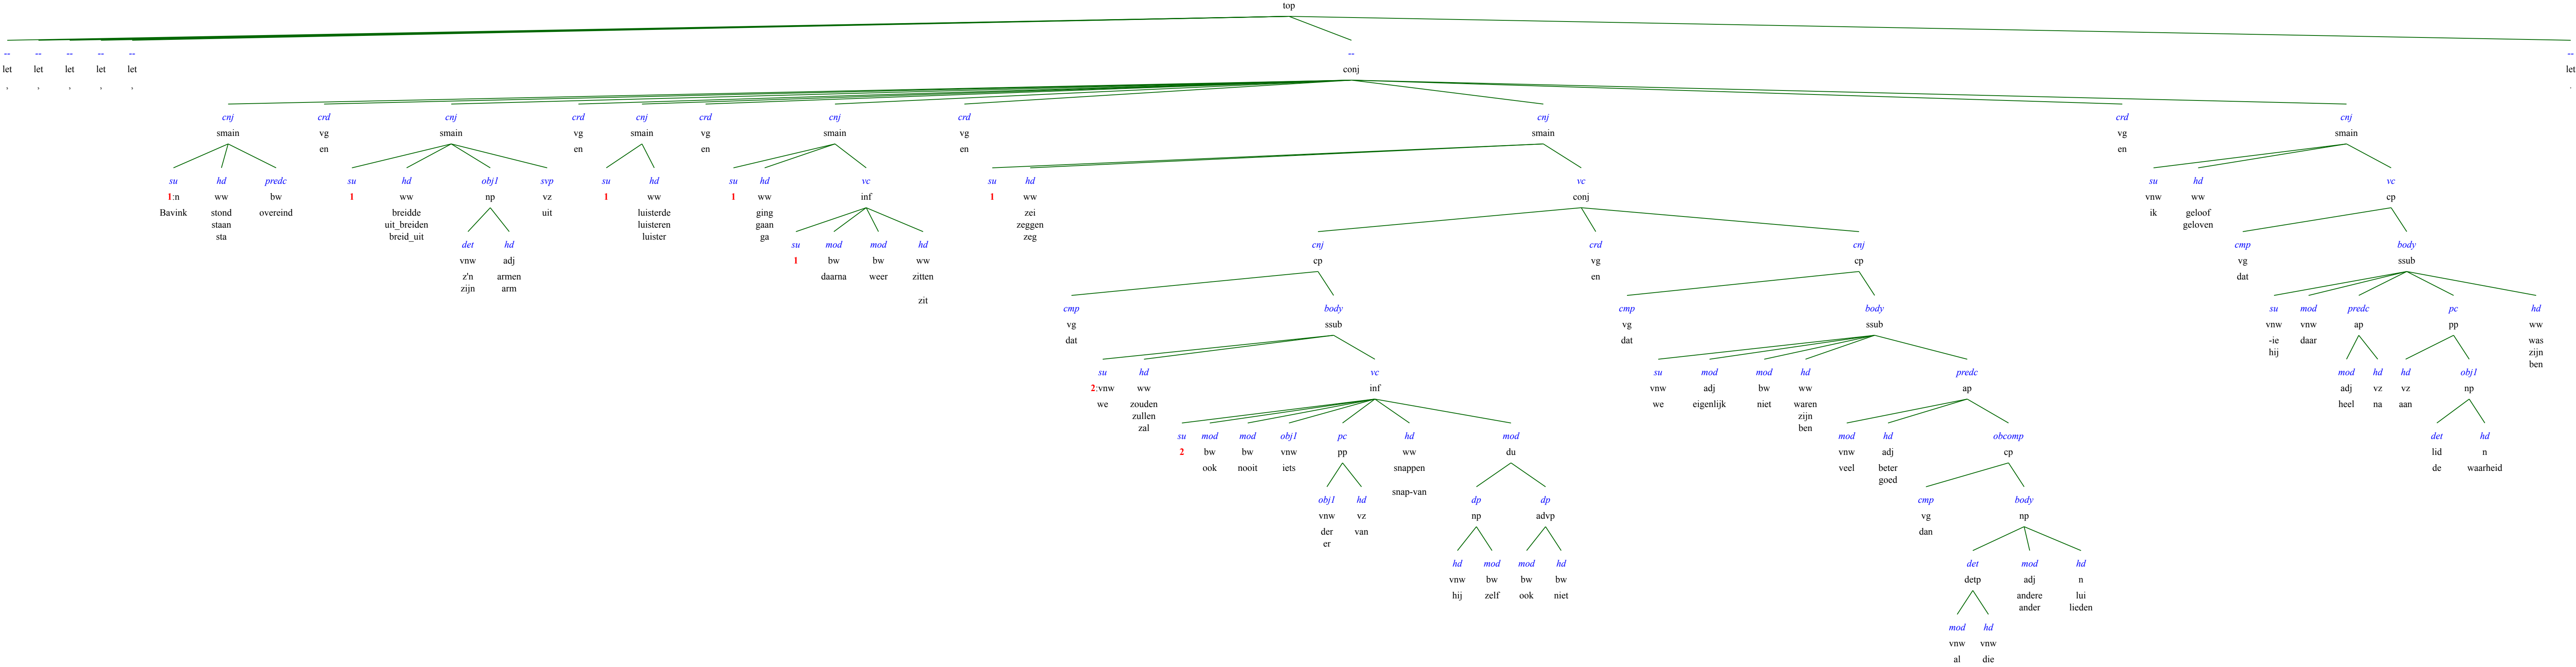 top
-- -- -- -- -- -- --
let let let let let conj let
, , , , , .
cnj crd cnj crd cnj crd cnj crd cnj crd cnj
smain vg smain vg smain vg smain vg smain vg smain
en en en en en
su hd predc su hd obj1 svp su hd su hd vc su hd vc su hd vc
1:n ww bw 1 ww np vz 1 ww 1 ww inf 1 ww conj vnw ww cp
Bavink stond overeind breidde uit luisterde ging zei ik geloof
staan uit_breiden luisteren gaan zeggen geloven
sta breid_uit luister ga zeg
det hd su mod mod hd cnj crd cnj cmp body
vnw adj 1 bw bw ww cp vg cp vg ssub
z'n armen daarna weer zitten en dat
zijn arm
zit
cmp body cmp body su mod predc pc hd
vg ssub vg ssub vnw vnw ap pp ww
dat dat -ie daar was
hij zijn
ben
su hd vc su mod mod hd predc mod hd hd obj1
2:vnw ww inf vnw adj bw ww ap adj vz vz np
we zouden we eigenlijk niet waren heel na aan
zullen zijn
zal ben
su mod mod obj1 pc hd mod mod hd obcomp det hd
2 bw bw vnw pp ww du vnw adj cp lid n
ook nooit iets snappen veel beter de waarheid
goed
snap-van
obj1 hd dp dp cmp body
vnw vz np advp vg np
der van dan
er
hd mod mod hd det mod hd
vnw bw bw bw detp adj n
hij zelf ook niet andere lui
ander lieden
mod hd
vnw vnw
al die